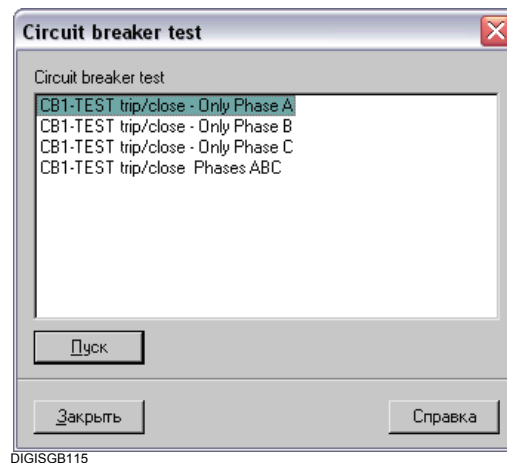 Circuit breaker test
Circuit breaker test
CB1-TEST trip/close - Only Phase A
CB1-TEST trip/close - Only Phase B
CB1-TEST trip/close - Only Phase C
CB1-TEST trip/close  Phases ABC
Пуск
Закрыть Справка
DIGISGB115